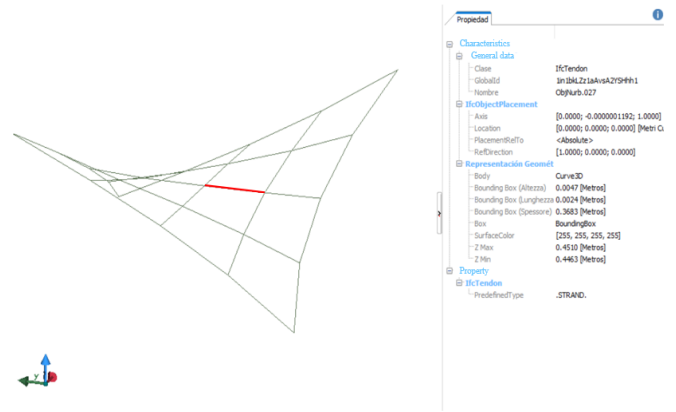 Propiedad
Characteristics
General data
Clase IfcTendon
GlobalId 1in1bkLZz1aAvsA2YSHhh1
Nombre ObjNurb.027
IfcObjectPlacement
Axis [0.0000; -0.0000001192; 1.0000]
Location [0.0000; 0.0000; 0.0000] [Metri Cu
PlacementRelTo <Absolute>
RefDirection [1.0000; 0.0000; 0.0000]
Representación Geomét
Body Curve3D
Bounding Box (Altezza) 0.0047 [Metros]
Bounding Box (Lunghezza 0.0024 [Metros]
Bounding Box (Spessore) 0.3683 [Metros]
Box BoundingBox
SurfaceColor [255, 255, 255, 255]
Z Max 0.4510 [Metros]
Z Min 0.4463 [Metros]
Property
IfcTendon
PredefinedType .STRAND.
y